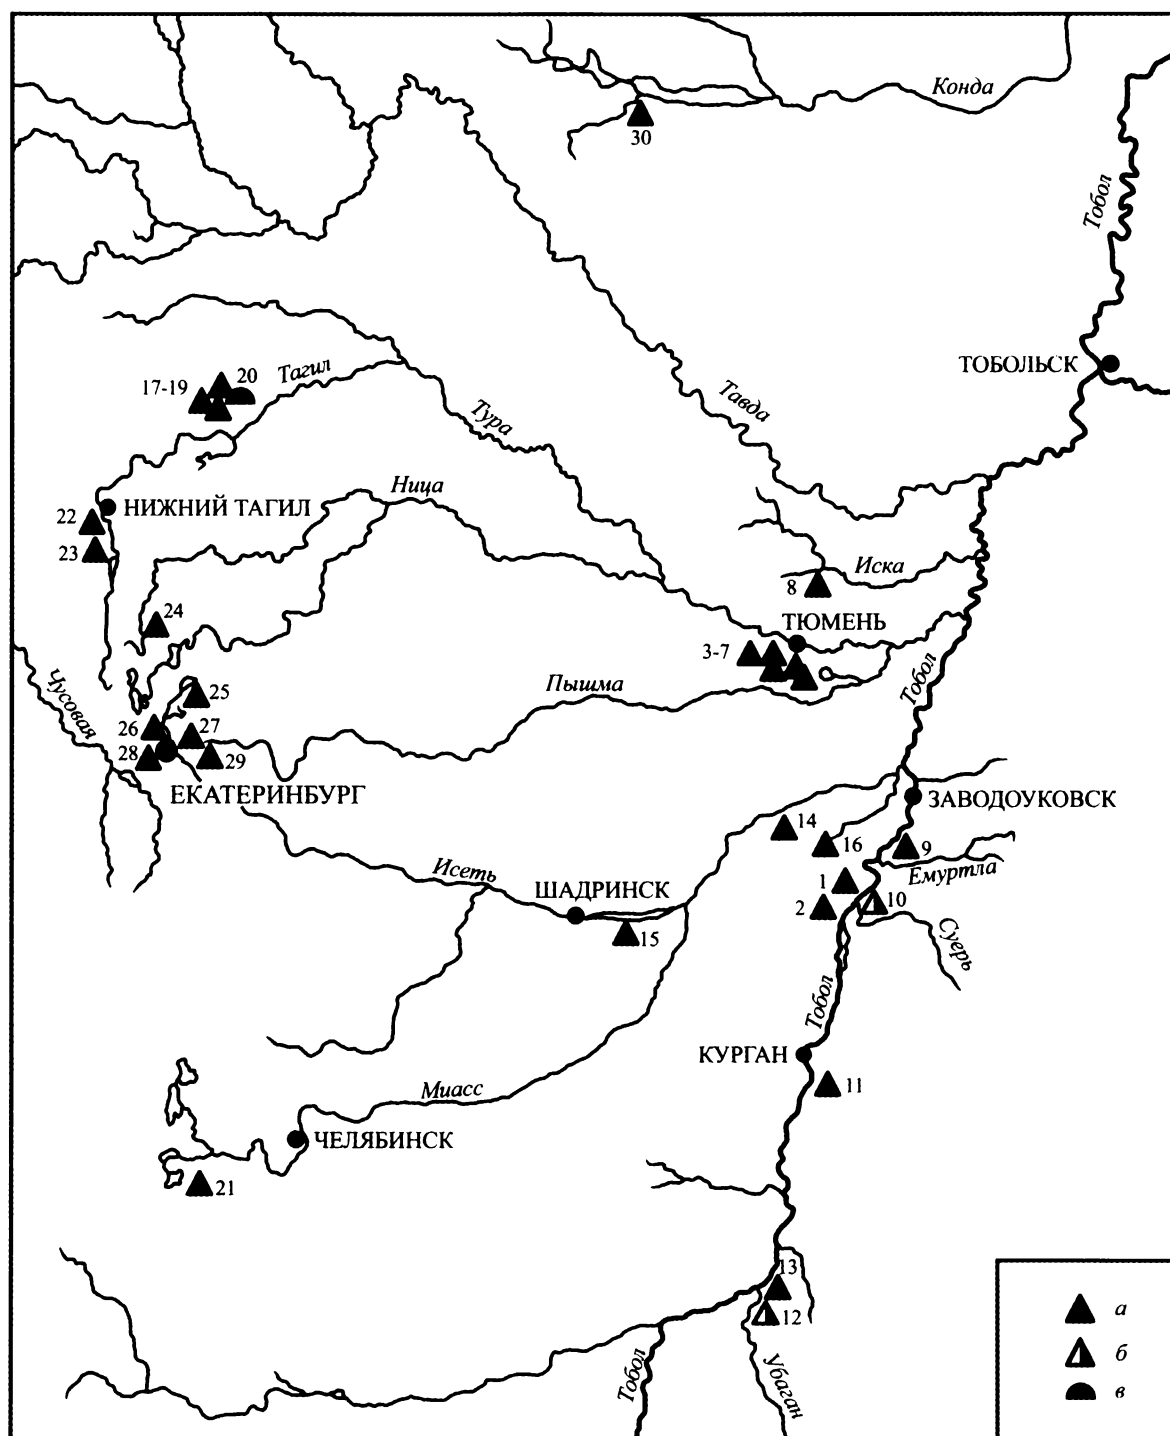 Конда
30
Тобол
ТОБОЛЬСК
20
Тагил
17-19
Тавда
Тура
Ница
НИЖНИЙ ТАГИЛ
22
23
Иска
8
24
ТЮМЕНЬ
3-7
Тобол
Пышма
Чусовая
25
26
27
28
29
ЕКАТЕРИНБУРГ
ЗАВОДОУКОВСК
14
16
9
Емуртла
Исеть
ШАДРИНСК
1
2
10
15
Суерь
Тобол
КУРГАН
11
Миасс
ЧЕЛЯБИНСК
21
13
12
Тобол
Убаган
а
б
в